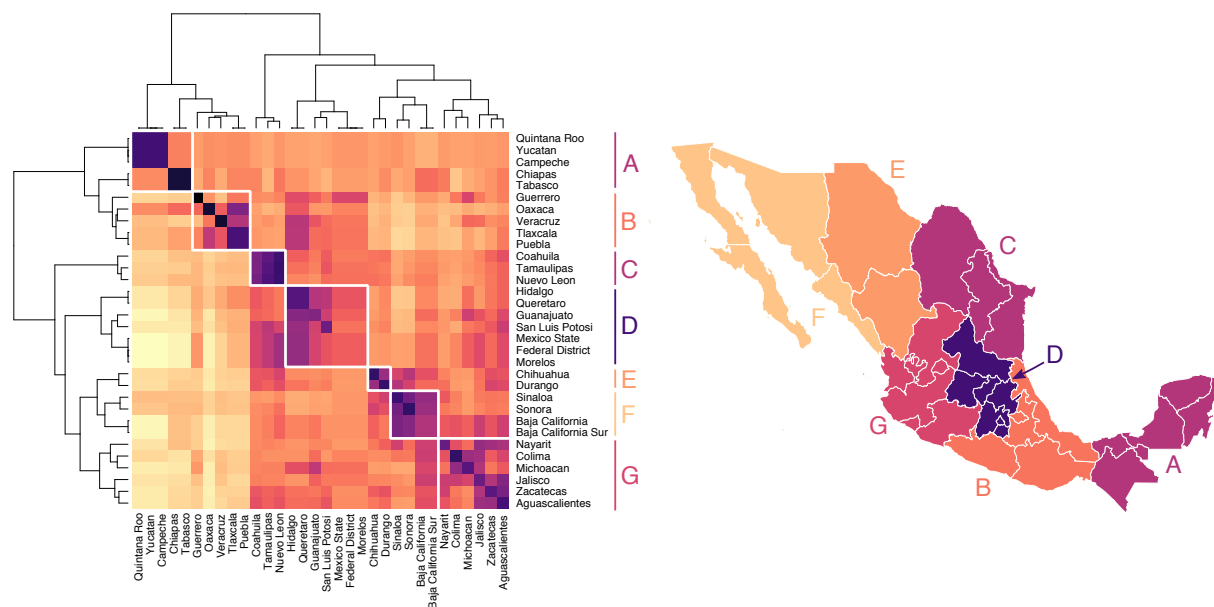 Quintana Roo
Yucatan
Campeche
Chiapas
Tabasco
Guerrero
Oaxaca
Veracruz
Tlaxcala
Puebla
Coahuila
Tamaulipas
Nuevo Leon
Hidalgo
Queretaro
Guanajuato
San Luis Potosi
Mexico State
Federal District
Morelos
Chihuahua
Durango
Sinaloa
Sonora
Baja California
Baja California Sur
Nayarit
Colima
Michoacan
Jalisco
Zacatecas
Aguascalientes
A
B
C
D
E
F
G
Quintana Roo
Yucatan
Campeche
Chiapas
Tabasco
Guerrero
Oaxaca
Veracruz
Tlaxcala
Puebla
Coahuila
Tamaulipas
Nuevo Leon
Hidalgo
Queretaro
Guanajuato
San Luis Potosi
Mexico State
Federal District
Morelos
Chihuahua
Durango
Sinaloa
Sonora
Baja California
Baja California Sur
Nayarit
Colima
Michoacan
Jalisco
Zacatecas
Aguascalientes
E
C
F
D
G
B
A